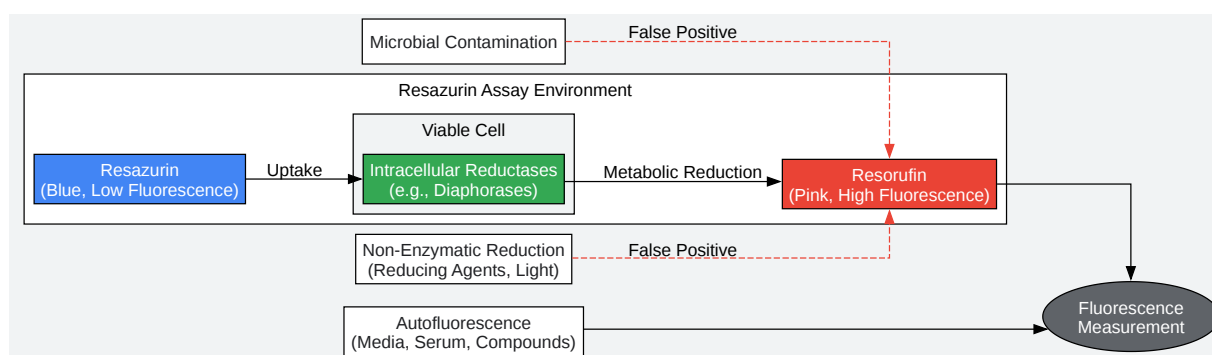 Microbial Contamination
False Positive
Resazurin Assay Environment
Viable Cell
Resazurin
(Blue, Low Fluorescence)
Uptake
Intracellular Reductases
(e.g., Diaphorases)
Metabolic Reduction
Resorufin
(Pink, High Fluorescence)
Non-Enzymatic Reduction
(Reducing Agents, Light)
False Positive
Autofluorescence
(Media, Serum, Compounds)
Fluorescence
Measurement